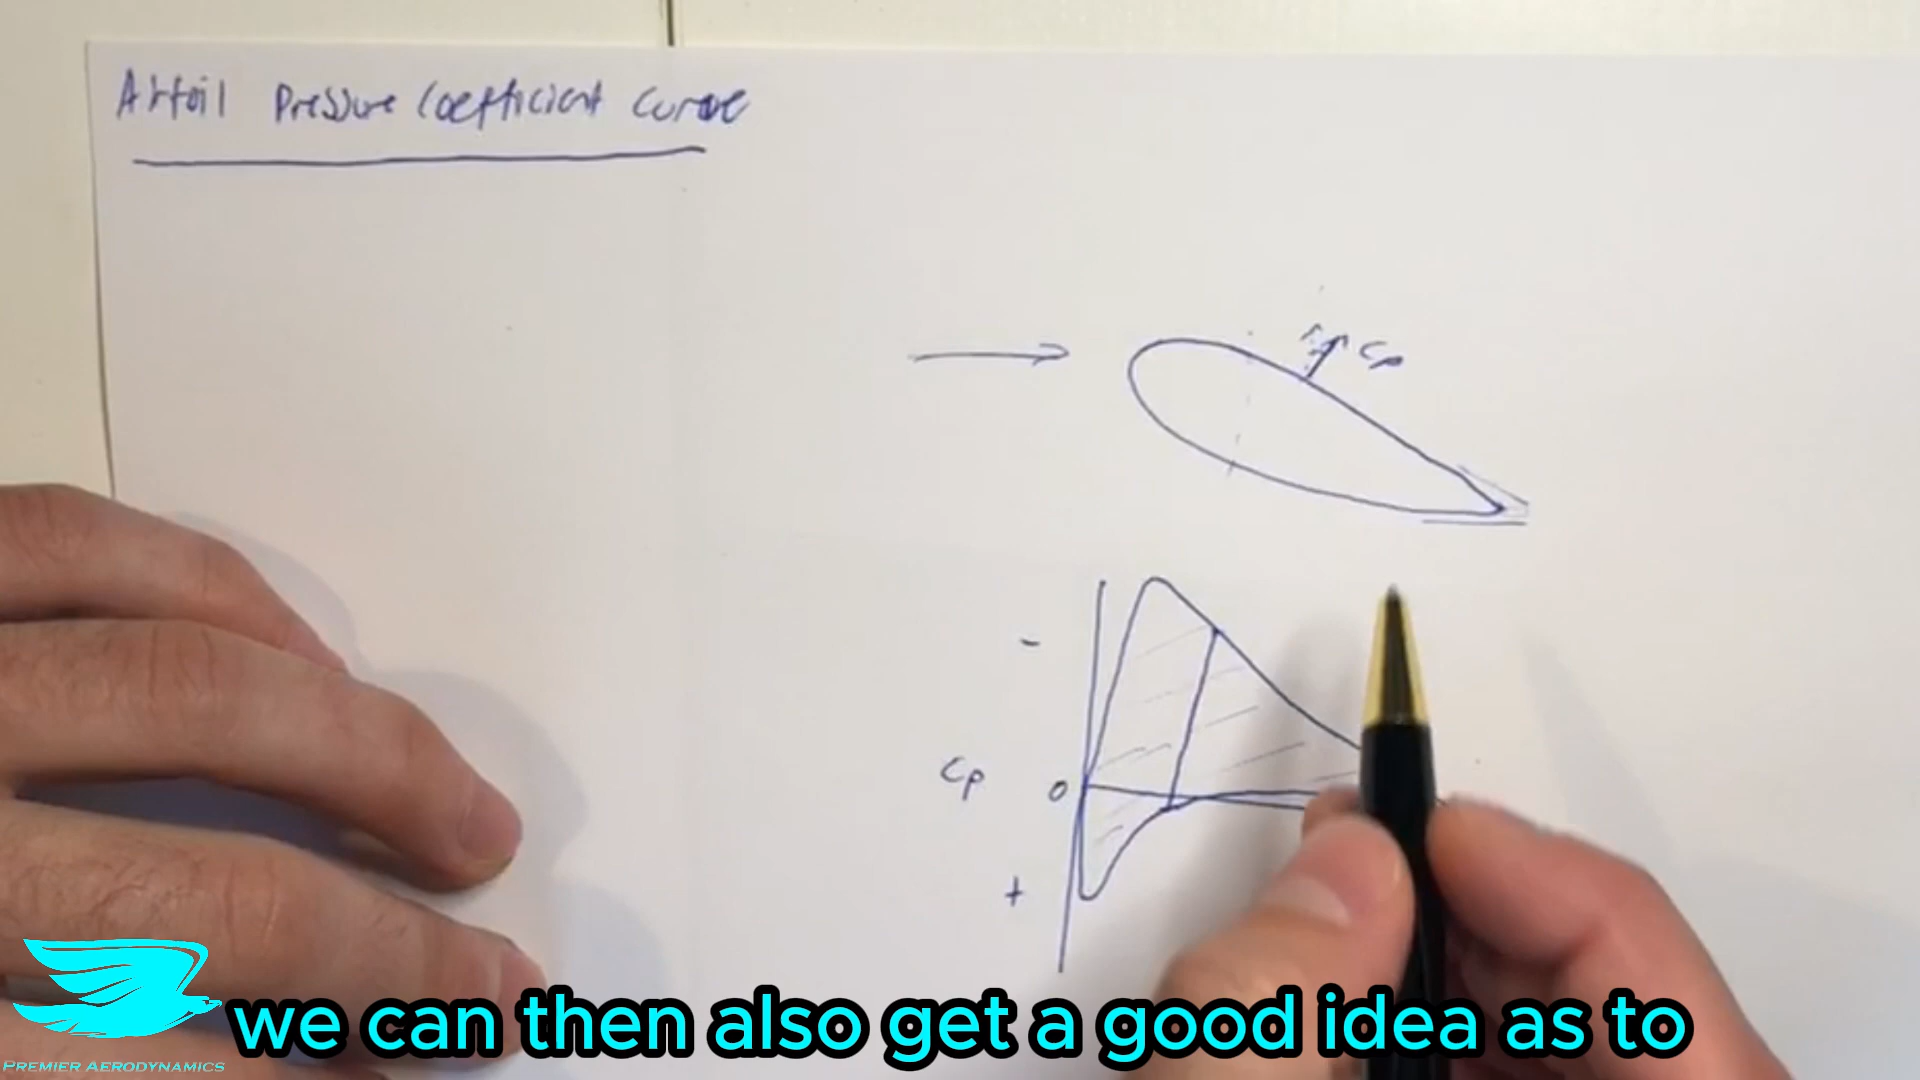 Airfoil Pressure Coefficient Curve
Cp
-
Cp 0
+
we can then also get a good idea as to
PREMIER AERODYNAMICS